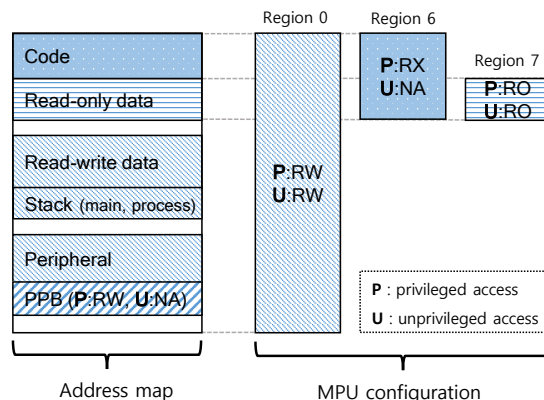 Region 0
Region 6
Region 7
Code
Read-only data
Read-write data
Stack (main, process)
Peripheral
PPB (P:RW, U:NA)
P:RW
U:RW
P:RX
U:NA
P:RO
U:RO
P : privileged access
U : unprivileged access
Address map
MPU configuration